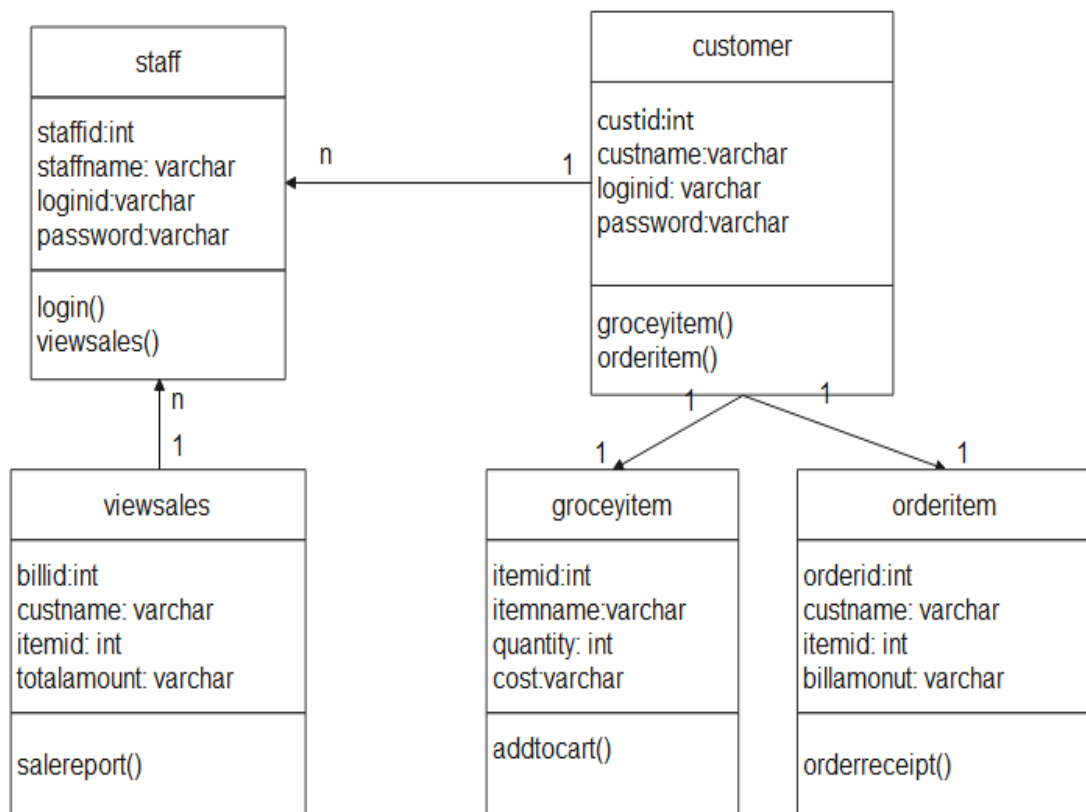 staff
staffid:int
staffname: varchar
loginid:varchar
password:varchar
login()
viewsales()
n
1
customer
custid:int
custname:varchar
loginid: varchar
password:varchar
groceyitem()
orderitem()
1
1
1
1
n
1
viewsales
billid:int
custname: varchar
itemid: int
totalamount: varchar
salereport()
groceyitem
itemid:int
itemname:varchar
quantity: int
cost:varchar
addtocart()
orderitem
orderid:int
custname: varchar
itemid: int
billamonut: varchar
orderreceipt()